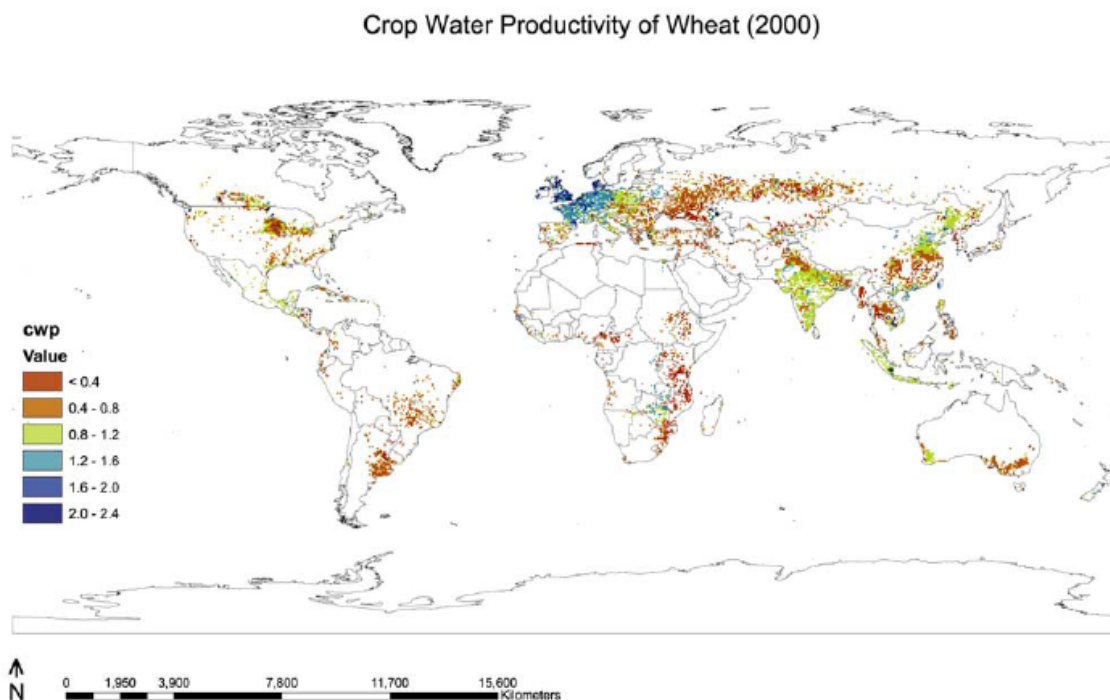 Crop Water Productivity of Wheat (2000)
cwp
Value
< 0.4
0.4 - 0.8
0.8 - 1.2
1.2 - 1.6
1.6 - 2.0
2.0 - 2.4
N
0 1,950 3,900 7,800 11,700 15,600
Kilometers